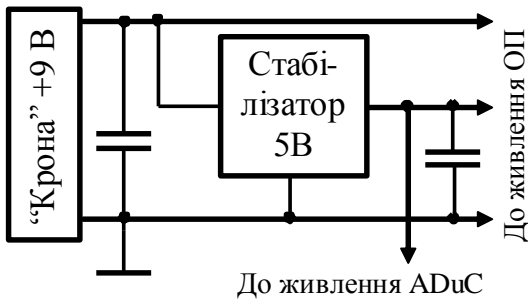 “Крона” +9 В
Стабі-
лізатор
5В
До живлення ОП
До живлення ADuC